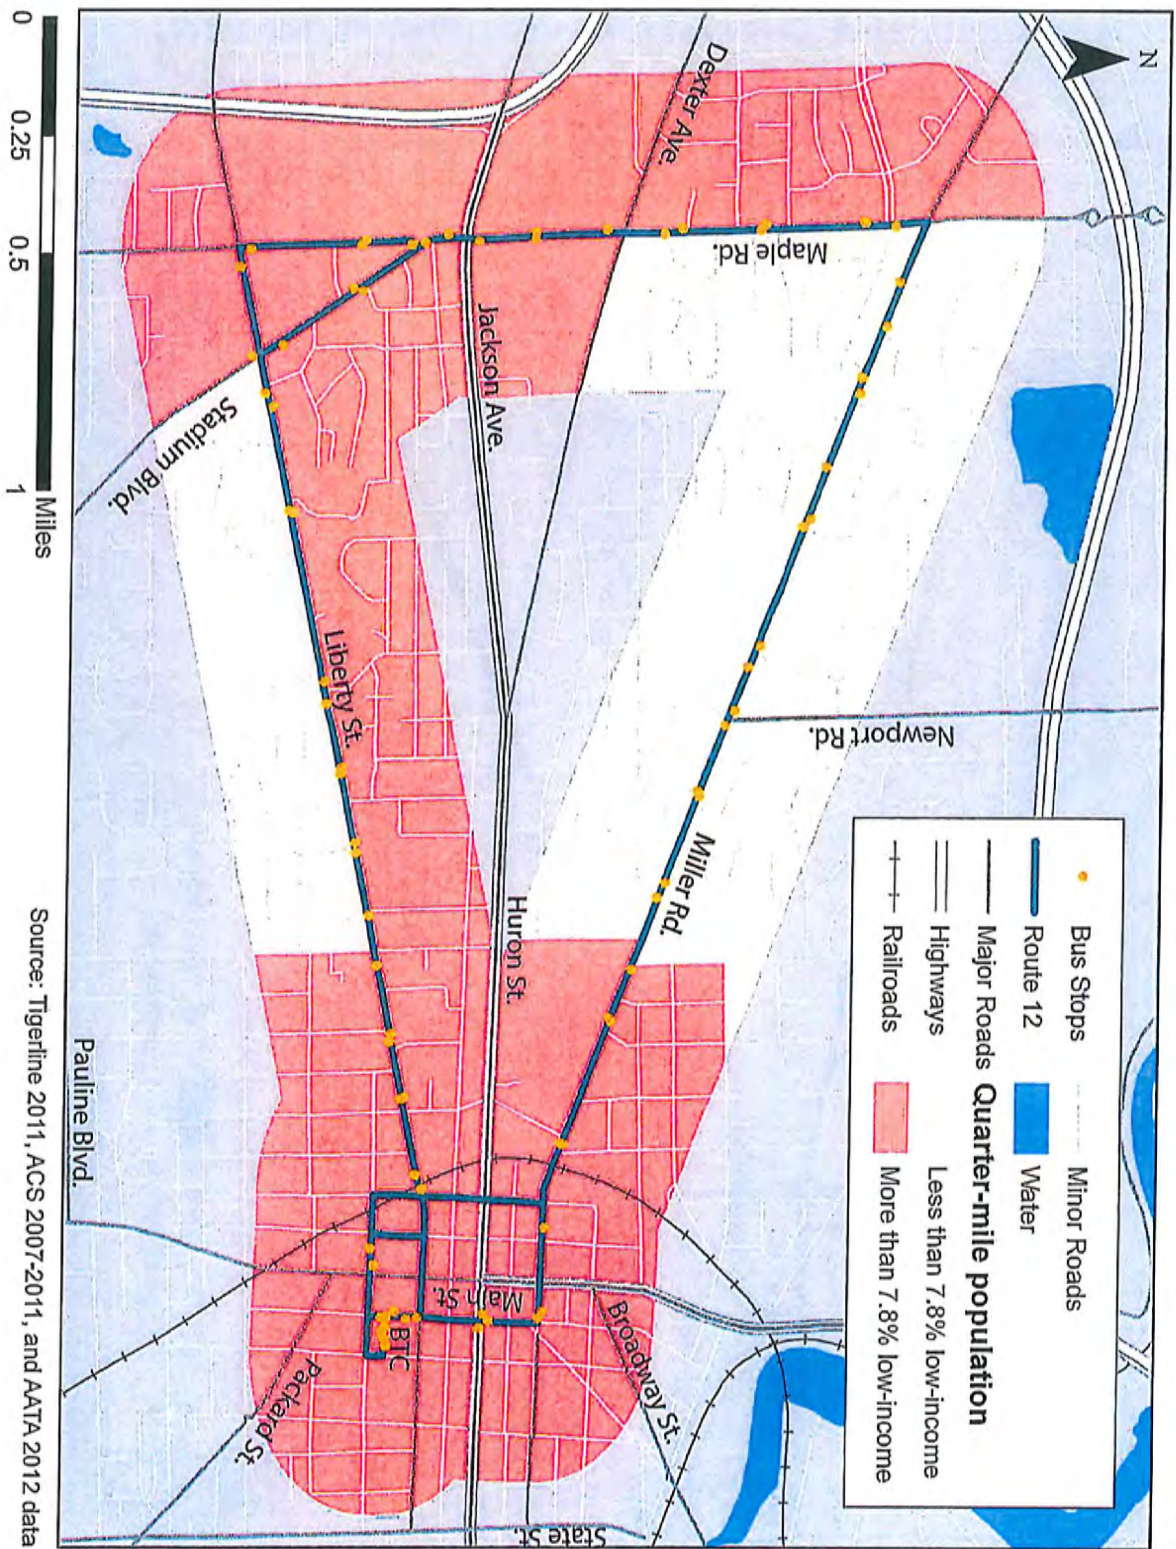 N
Bus Stops
Route 12
Major Roads
Highways
Railroads
Minor Roads
Water
Quarter-mile population
Less than 7.8% low-income
More than 7.8% low-income
Dexter Ave.
Maple Rd.
Jackson Ave.
Stadium Blvd.
Liberty St.
Newport Rd.
Miller Rd.
Huron St.
Main St.
BTC
Broadway St.
Packard St.
State St.
Pauline Blvd.
0 0.25 0.5 1 Miles
Source: Tigerline 2011, ACS 2007-2011, and AATA 2012 data